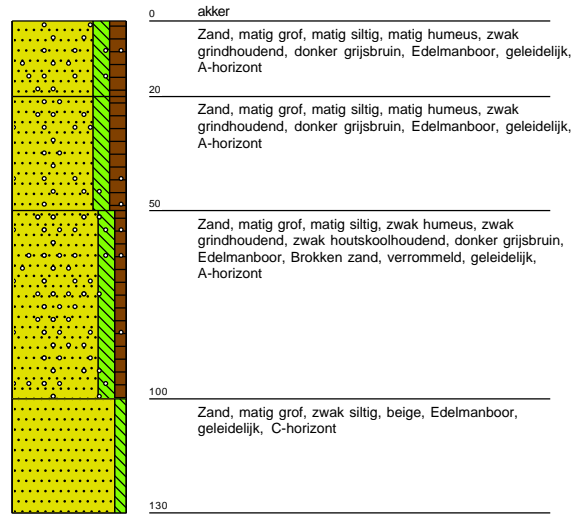 0 akker
Zand, matig grof, matig siltig, matig humeus, zwak
grindhoudend, donker grijsbruin, Edelmanboor, geleidelijk,
A-horizont
20
Zand, matig grof, matig siltig, matig humeus, zwak
grindhoudend, donker grijsbruin, Edelmanboor, geleidelijk,
A-horizont
50
Zand, matig grof, matig siltig, zwak humeus, zwak
grindhoudend, zwak houtskoolhoudend, donker grijsbruin,
Edelmanboor, Brokken zand, verrommeld, geleidelijk,
A-horizont
100
Zand, matig grof, zwak siltig, beige, Edelmanboor,
geleidelijk, C-horizont
130